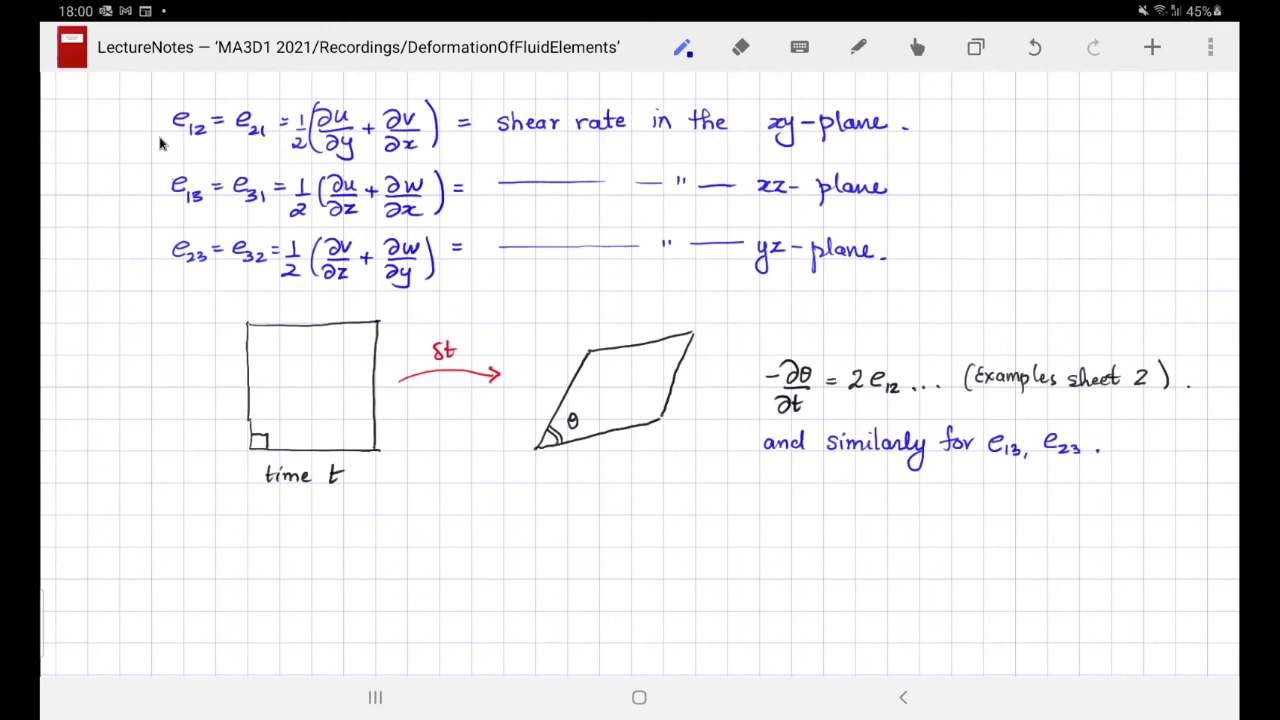 18:00 45%
LectureNotes — ‘MA3D1 2021/Recordings/DeformationOfFluidElements’
e₁₂ = e₂₁ = 1/2 (∂u/∂y + ∂v/∂x) = shear rate in the xy-plane.
e₁₃ = e₃₁ = 1/2 (∂u/∂z + ∂w/∂x) = —— — " — xz-plane
e₂₃ = e₃₂ = 1/2 (∂v/∂z + ∂w/∂y) = —— " — yz-plane.
δt
θ
-∂θ/∂t = 2e₁₂ ... (Examples sheet 2).
and similarly for e₁₃, e₂₃.
time t